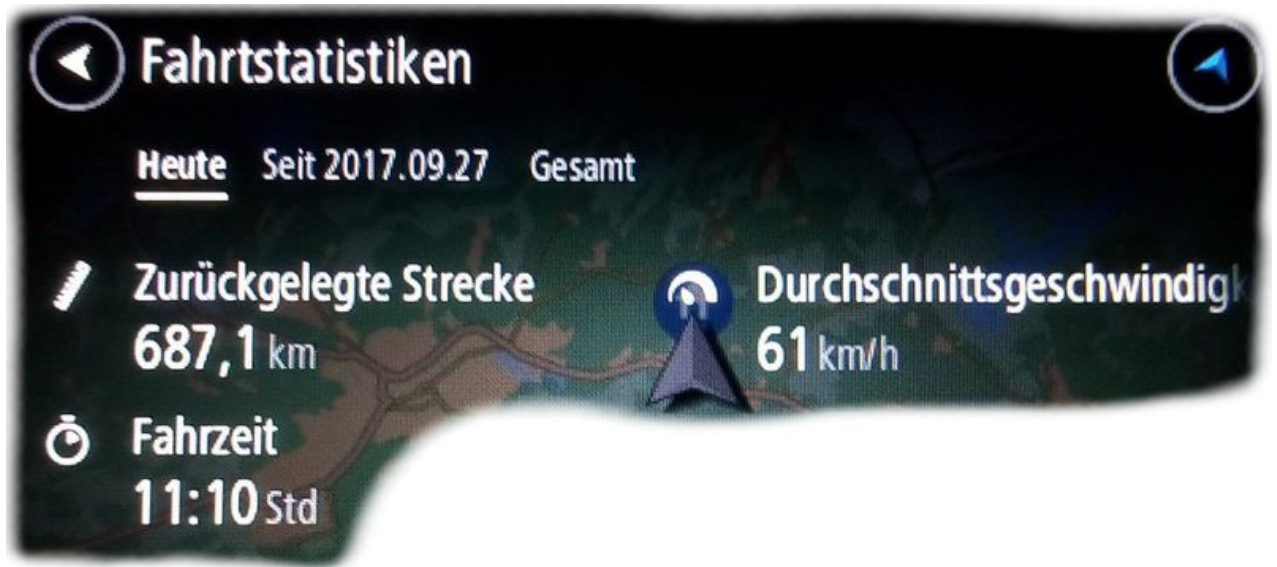 Fahrtstatistiken
Heute Seit 2017.09.27 Gesamt
Zurückgelegte Strecke Durchschnittsgeschwindigk
687,1 km 61 km/h
Fahrzeit
11:10 Std